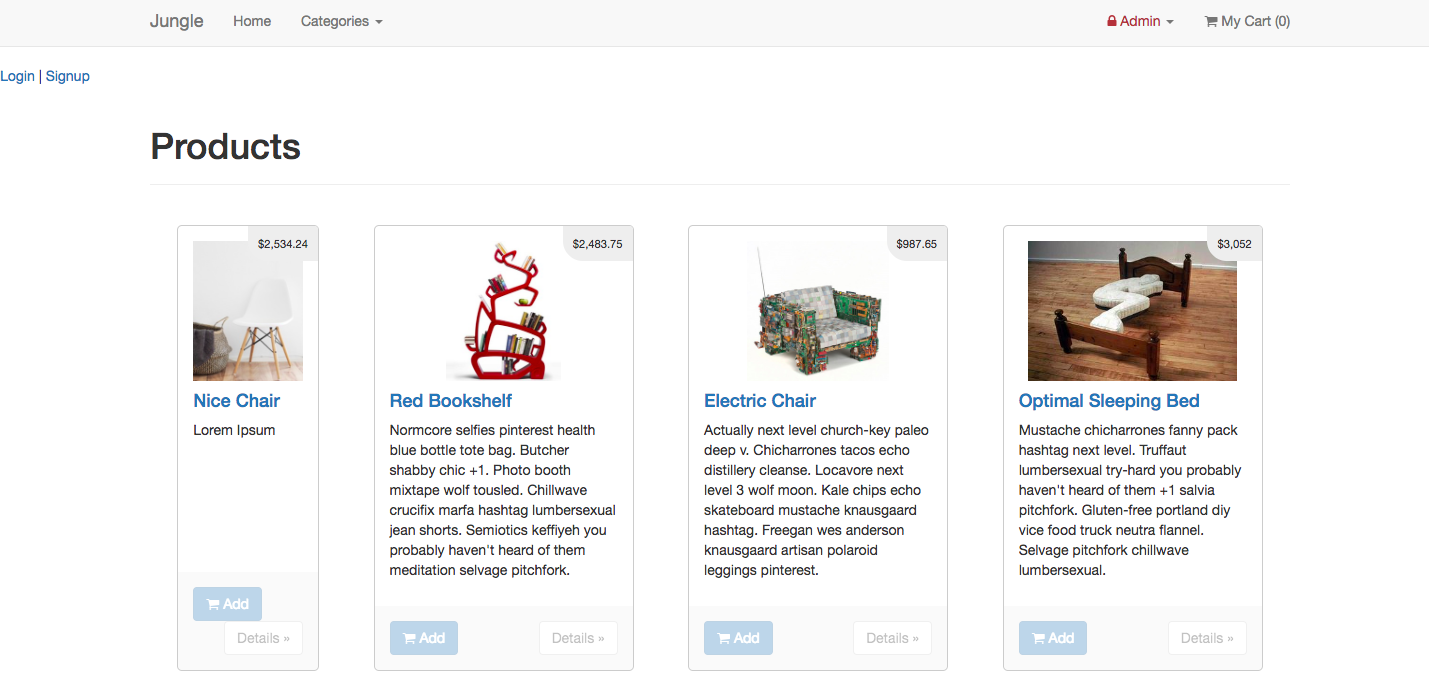 Jungle Home Categories Admin My Cart (0)
Login | Signup
Products
$2,534.24
Nice Chair
Lorem Ipsum
Add
Details »
$2,483.75
Red Bookshelf
Normcore selfies pinterest health
blue bottle tote bag. Butcher
shabby chic +1. Photo booth
mixtape wolf tousled. Chillwave
crucifix marfa hashtag lumbersexual
jean shorts. Semiotics keffiyeh you
probably haven't heard of them
meditation selvage pitchfork.
Add Details »
$987.65
Electric Chair
Actually next level church-key paleo
deep v. Chicharrones tacos echo
distillery cleanse. Locavore next
level 3 wolf moon. Kale chips echo
skateboard mustache knausgaard
hashtag. Freegan wes anderson
knausgaard artisan polaroid
leggings pinterest.
Add Details »
$3,052
Optimal Sleeping Bed
Mustache chicharrones fanny pack
hashtag next level. Truffaut
lumbersexual try-hard you probably
haven't heard of them +1 salvia
pitchfork. Gluten-free portland diy
vice food truck neutra flannel.
Selvage pitchfork chillwave
lumbersexual.
Add Details »